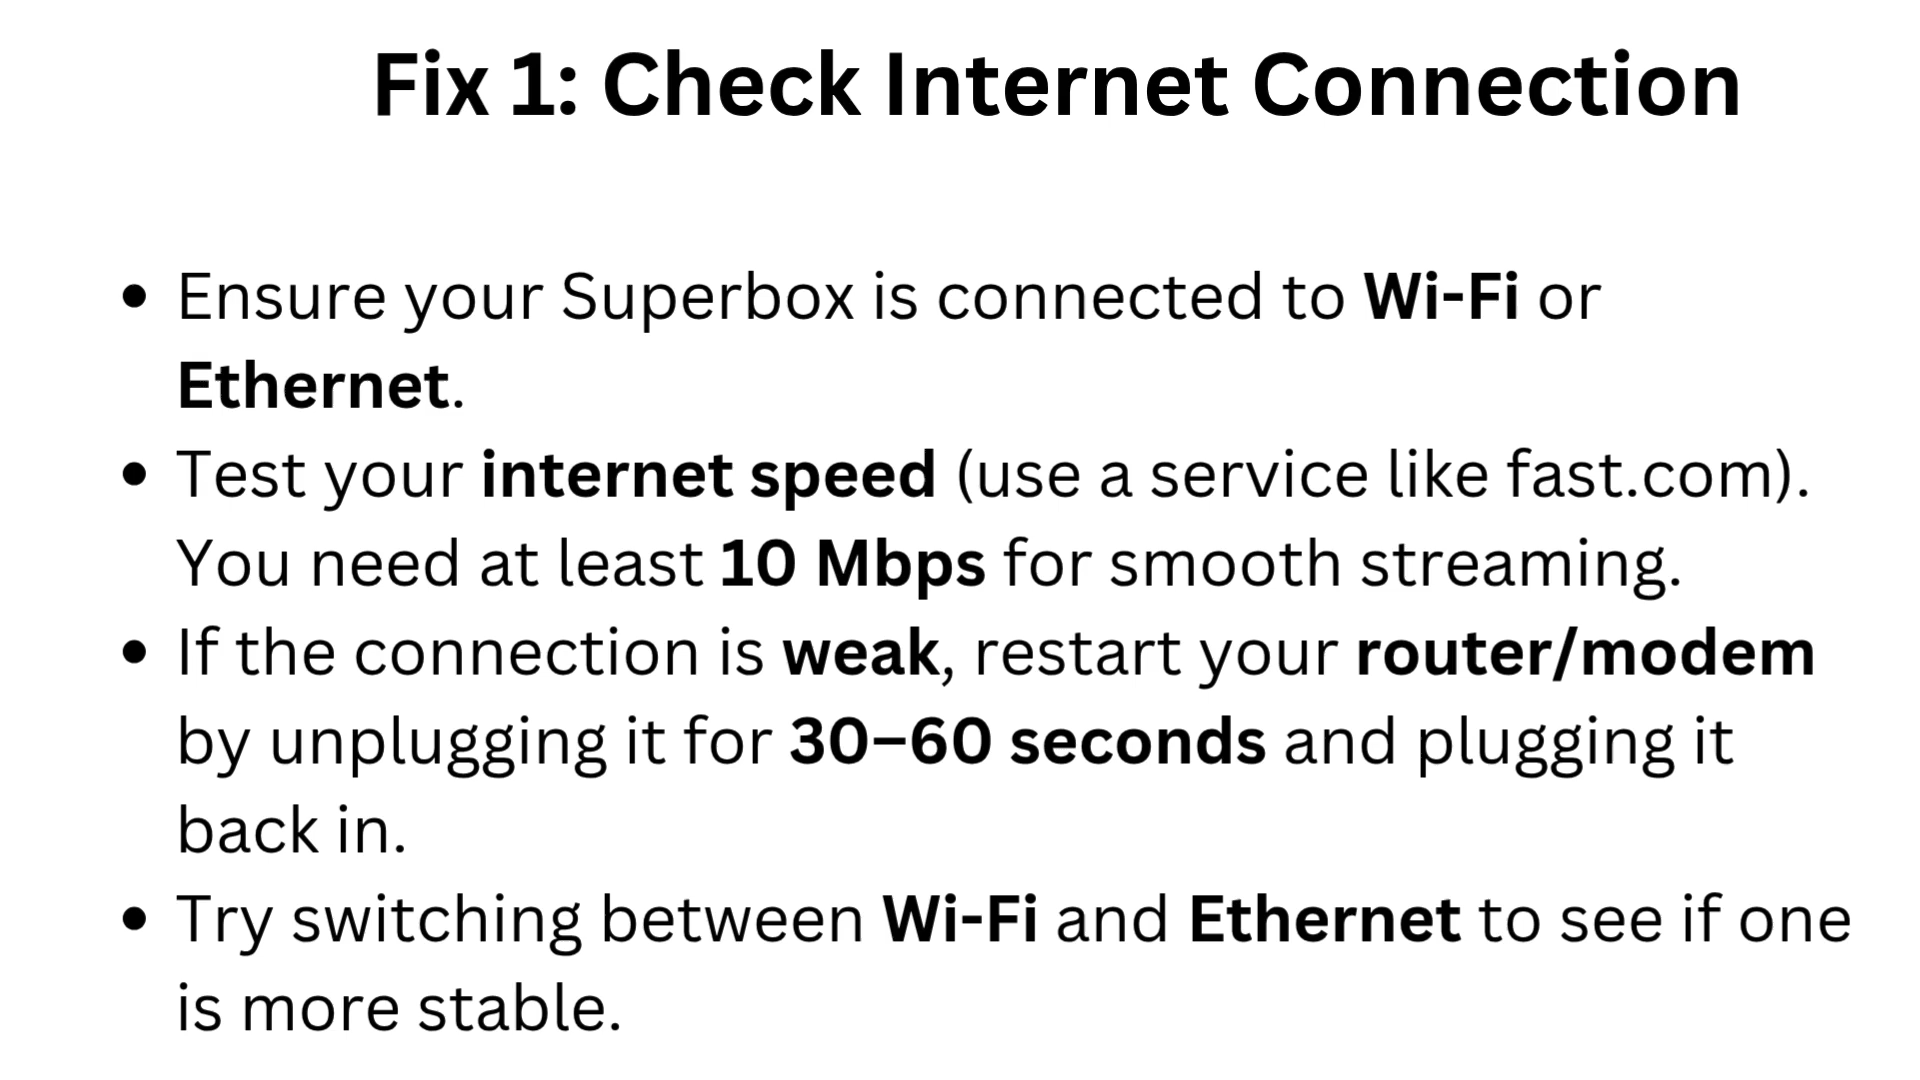 Fix 1: Check Internet Connection
• Ensure your Superbox is connected to Wi-Fi or
Ethernet.
• Test your internet speed (use a service like fast.com).
You need at least 10 Mbps for smooth streaming.
• If the connection is weak, restart your router/modem
by unplugging it for 30–60 seconds and plugging it
back in.
• Try switching between Wi-Fi and Ethernet to see if one
is more stable.